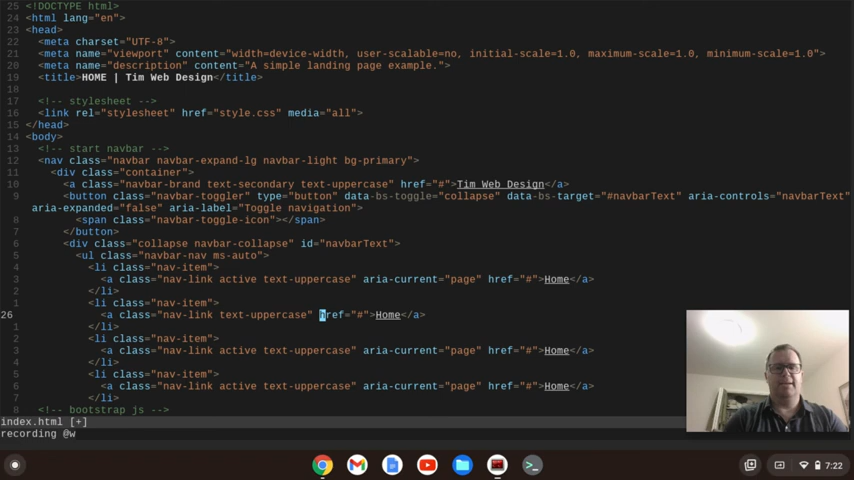 25 <!DOCTYPE html>
24 <html lang="en">
23 <head>
22   <meta charset="UTF-8">
21   <meta name="viewport" content="width=device-width, user-scalable=no, initial-scale=1.0, maximum-scale=1.0, minimum-scale=1.0">
20   <meta name="description" content="A simple landing page example.">
19   <title>HOME | Tim Web Design</title>
18
17   <!-- stylesheet -->
16   <link rel="stylesheet" href="style.css" media="all">
15 </head>
14 <body>
13   <!-- start navbar -->
12   <nav class="navbar navbar-expand-lg navbar-light bg-primary">
11     <div class="container">
10       <a class="navbar-brand text-secondary text-uppercase" href="#">Tim Web Design</a>
9       <button class="navbar-toggler" type="button" data-bs-toggle="collapse" data-bs-target="#navbarText" aria-controls="navbarText"
aria-expanded="false" aria-label="Toggle navigation">
8         <span class="navbar-toggle-icon"></span>
7       </button>
6       <div class="collapse navbar-collapse" id="navbarText">
5         <ul class="navbar-nav ms-auto">
4           <li class="nav-item">
3             <a class="nav-link active text-uppercase" aria-current="page" href="#">Home</a>
2           </li>
1           <li class="nav-item">
26             <a class="nav-link text-uppercase" href="#">Home</a>
1           </li>
2           <li class="nav-item">
3             <a class="nav-link active text-uppercase" aria-current="page" href="#">Home</a>
4           </li>
5           <li class="nav-item">
6             <a class="nav-link active text-uppercase" aria-current="page" href="#">Home</a>
7           </li>
8   <!-- bootstrap js -->
index.html [+]
recording @w
7:22